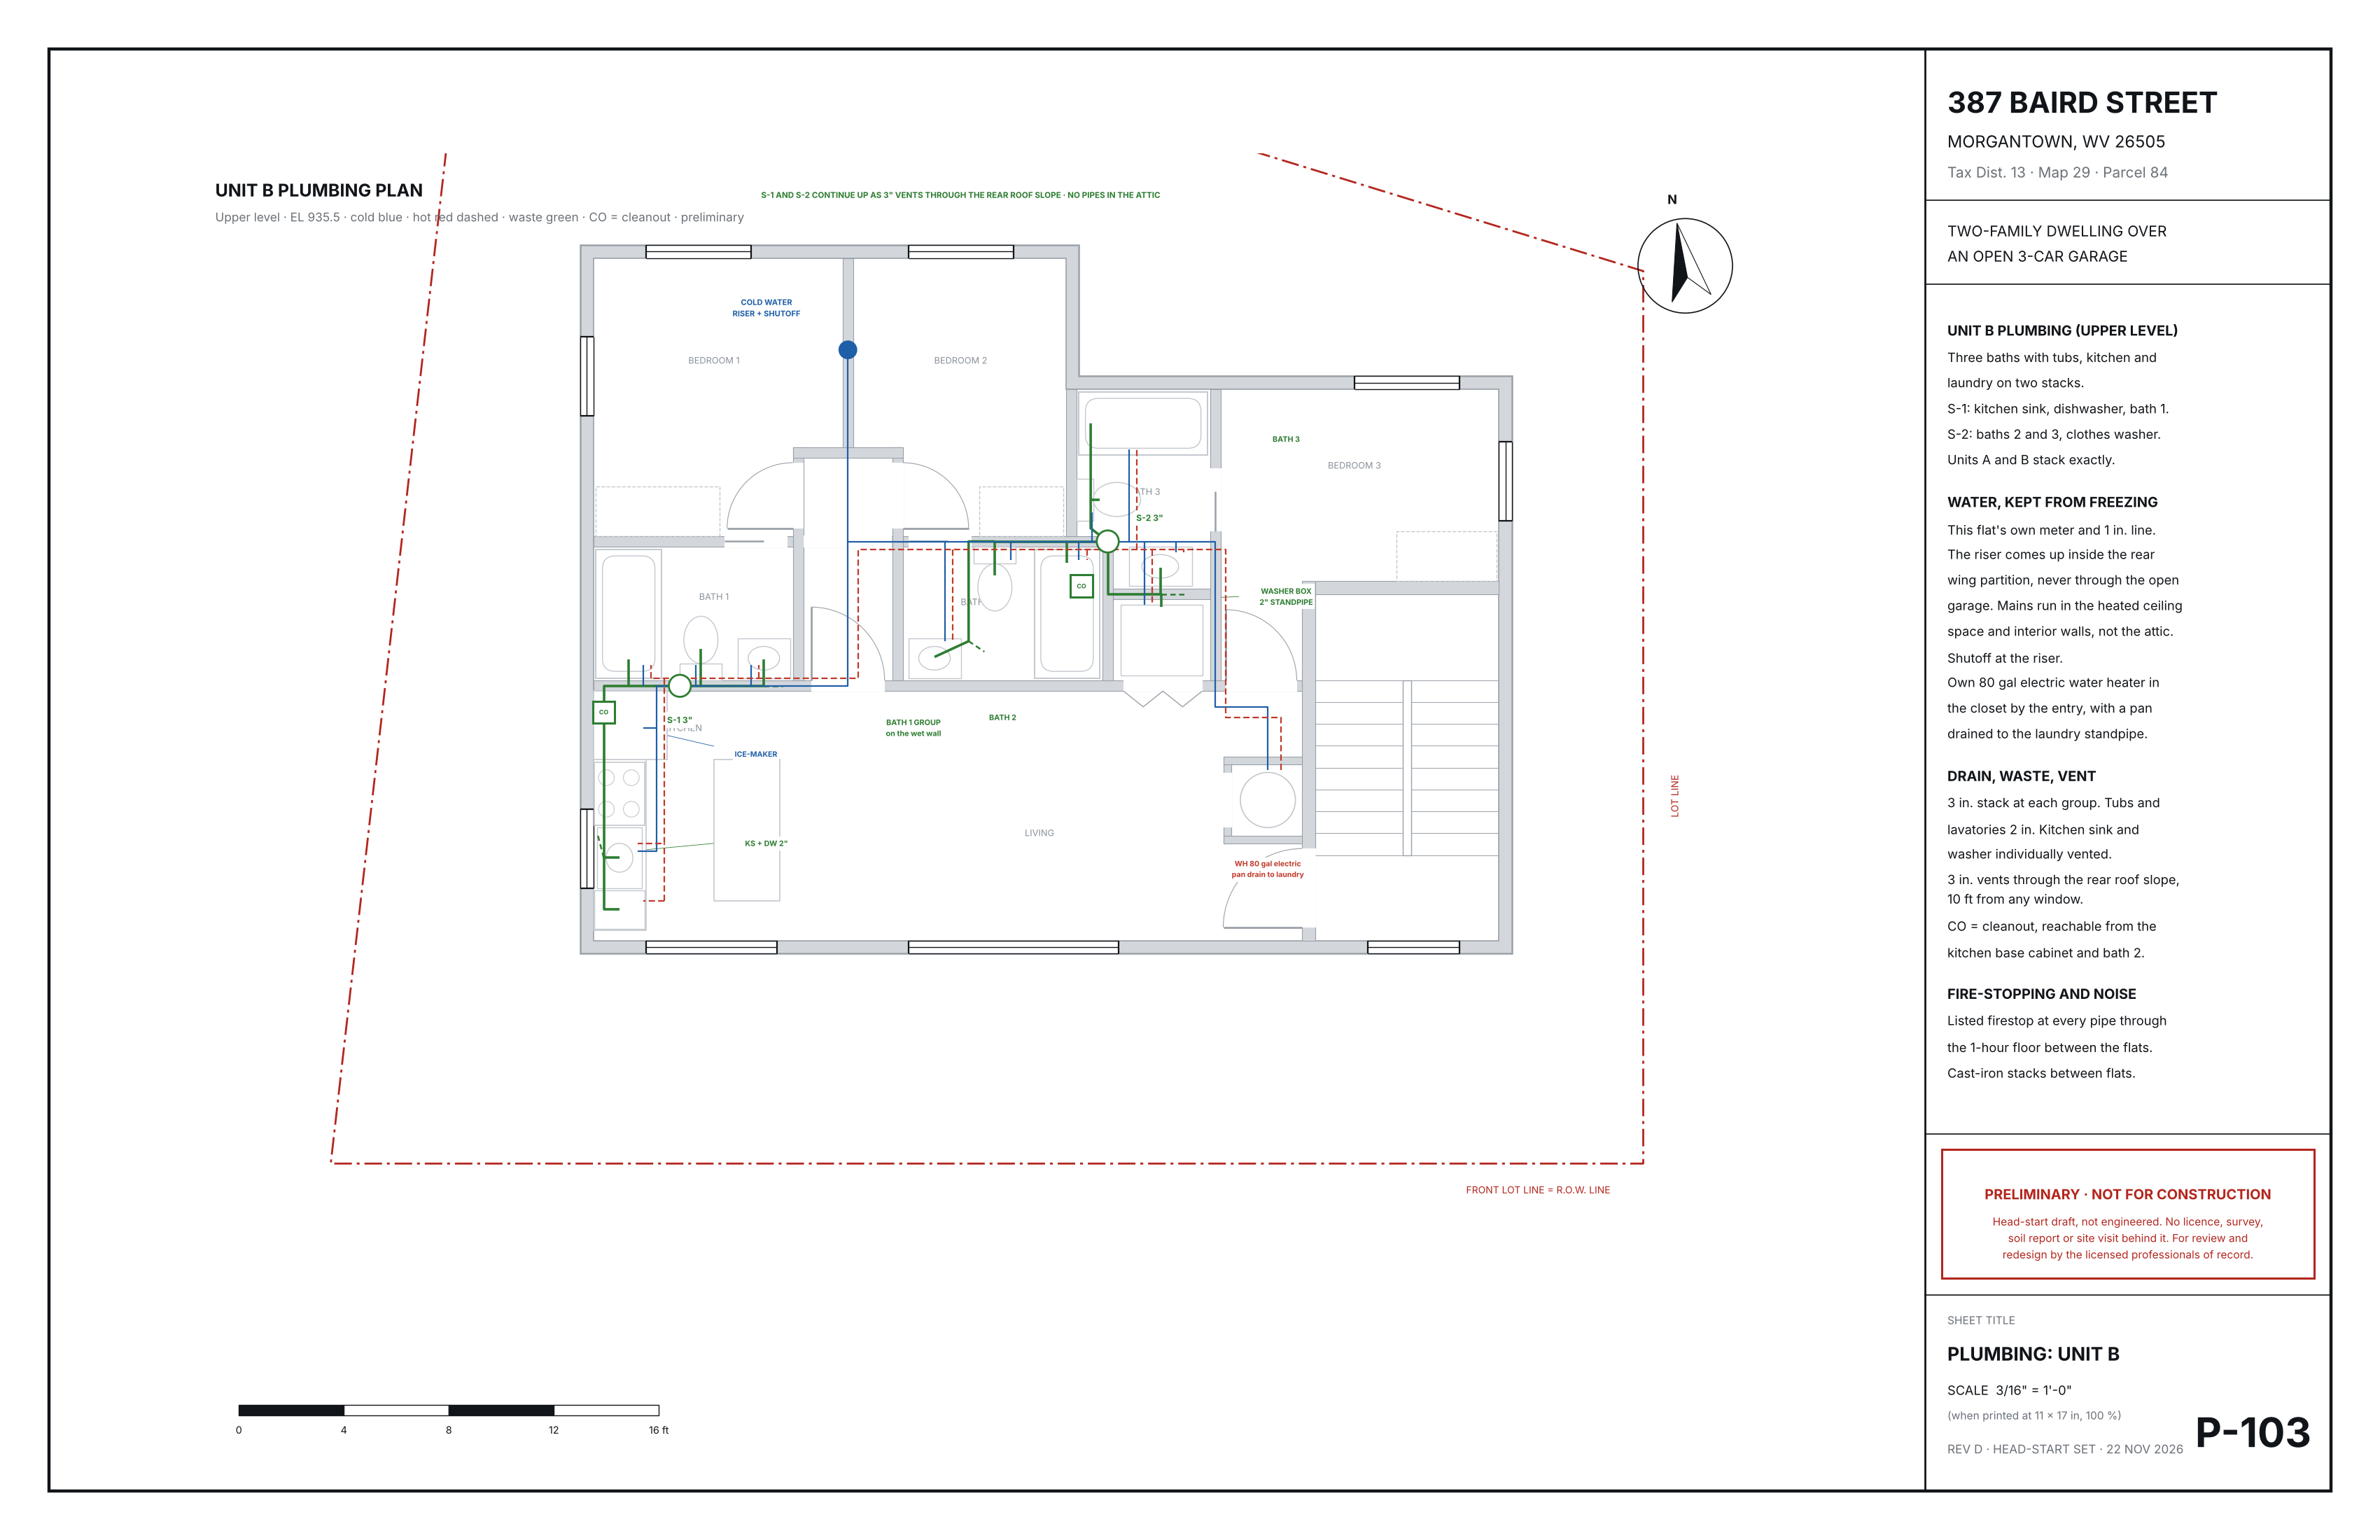 UNIT B PLUMBING PLAN
Upper level · EL 935.5 · cold blue · hot red dashed · waste green · CO = cleanout · preliminary
S-1 AND S-2 CONTINUE UP AS 3" VENTS THROUGH THE REAR ROOF SLOPE · NO PIPES IN THE ATTIC
N
COLD WATER
RISER + SHUTOFF
BEDROOM 1
BEDROOM 2
BATH 3
BEDROOM 3
S-2 3"
CO
WASHER BOX
2" STANDPIPE
BATH 1
CO
S-1 3"
BATH 1 GROUP
on the wet wall
BATH 2
ICE-MAKER
LIVING
KS + DW 2"
WH 80 gal electric
pan drain to laundry
LOT LINE
FRONT LOT LINE = R.O.W. LINE
0
4
8
12
16 ft
387 BAIRD STREET
MORGANTOWN, WV 26505
Tax Dist. 13 · Map 29 · Parcel 84
TWO-FAMILY DWELLING OVER
AN OPEN 3-CAR GARAGE
UNIT B PLUMBING (UPPER LEVEL)
Three baths with tubs, kitchen and
laundry on two stacks.
S-1: kitchen sink, dishwasher, bath 1.
S-2: baths 2 and 3, clothes washer.
Units A and B stack exactly.
WATER, KEPT FROM FREEZING
This flat's own meter and 1 in. line.
The riser comes up inside the rear
wing partition, never through the open
garage. Mains run in the heated ceiling
space and interior walls, not the attic.
Shutoff at the riser.
Own 80 gal electric water heater in
the closet by the entry, with a pan
drained to the laundry standpipe.
DRAIN, WASTE, VENT
3 in. stack at each group. Tubs and
lavatories 2 in. Kitchen sink and
washer individually vented.
3 in. vents through the rear roof slope,
10 ft from any window.
CO = cleanout, reachable from the
kitchen base cabinet and bath 2.
FIRE-STOPPING AND NOISE
Listed firestop at every pipe through
the 1-hour floor between the flats.
Cast-iron stacks between flats.
PRELIMINARY · NOT FOR CONSTRUCTION
Head-start draft, not engineered. No licence, survey,
soil report or site visit behind it. For review and
redesign by the licensed professionals of record.
SHEET TITLE
PLUMBING: UNIT B
SCALE 3/16" = 1'-0"
(when printed at 11 × 17 in, 100 %)
REV D · HEAD-START SET · 22 NOV 2026
P-103